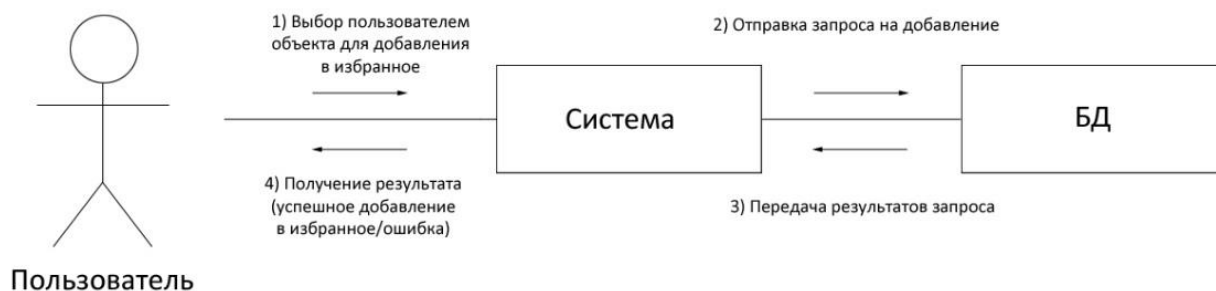 1) Выбор пользователем
объекта для добавления
в избранное
2) Отправка запроса на добавление
Система
БД
4) Получение результата
(успешное добавление
в избранное/ошибка)
3) Передача результатов запроса
Пользователь